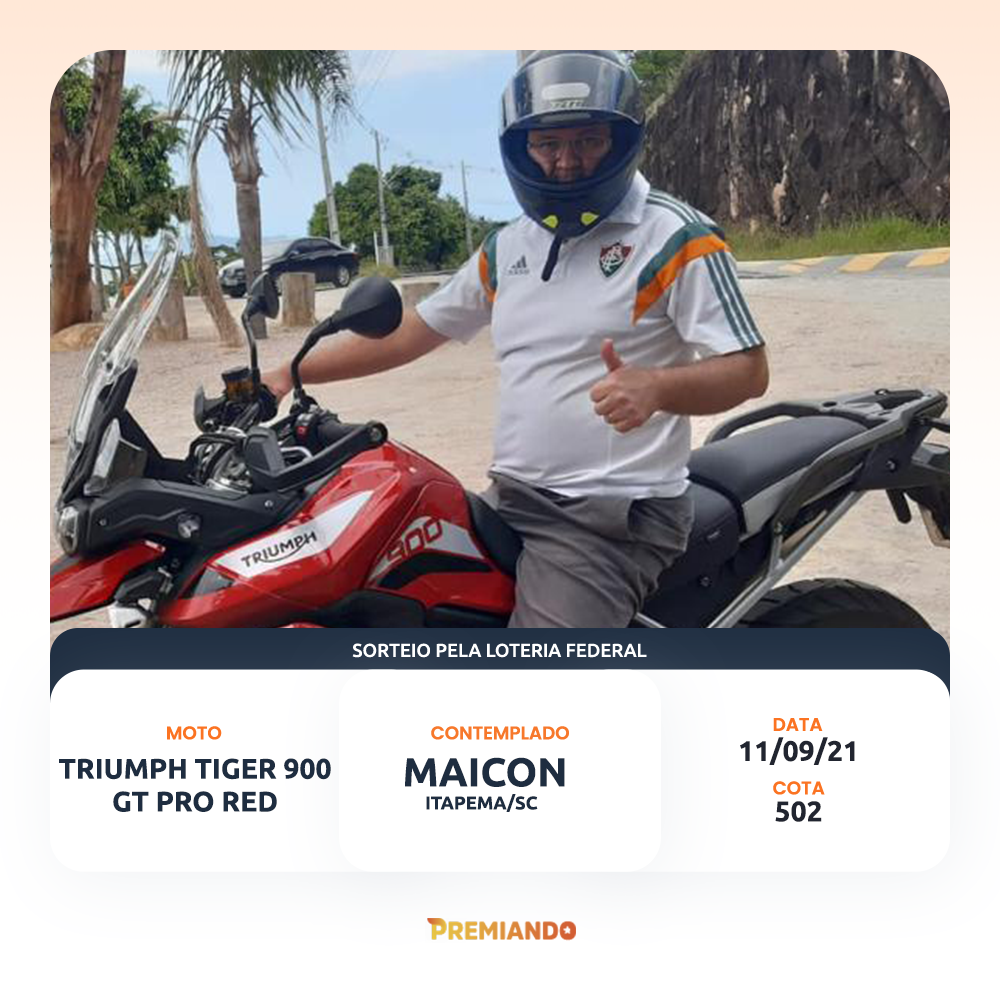 TRIUMPH
900
SORTEIO PELA LOTERIA FEDERAL
MOTO
TRIUMPH TIGER 900
GT PRO RED
CONTEMPLADO
MAICON
ITAPEMA/SC
DATA
11/09/21
COTA
502
PREMIANDO